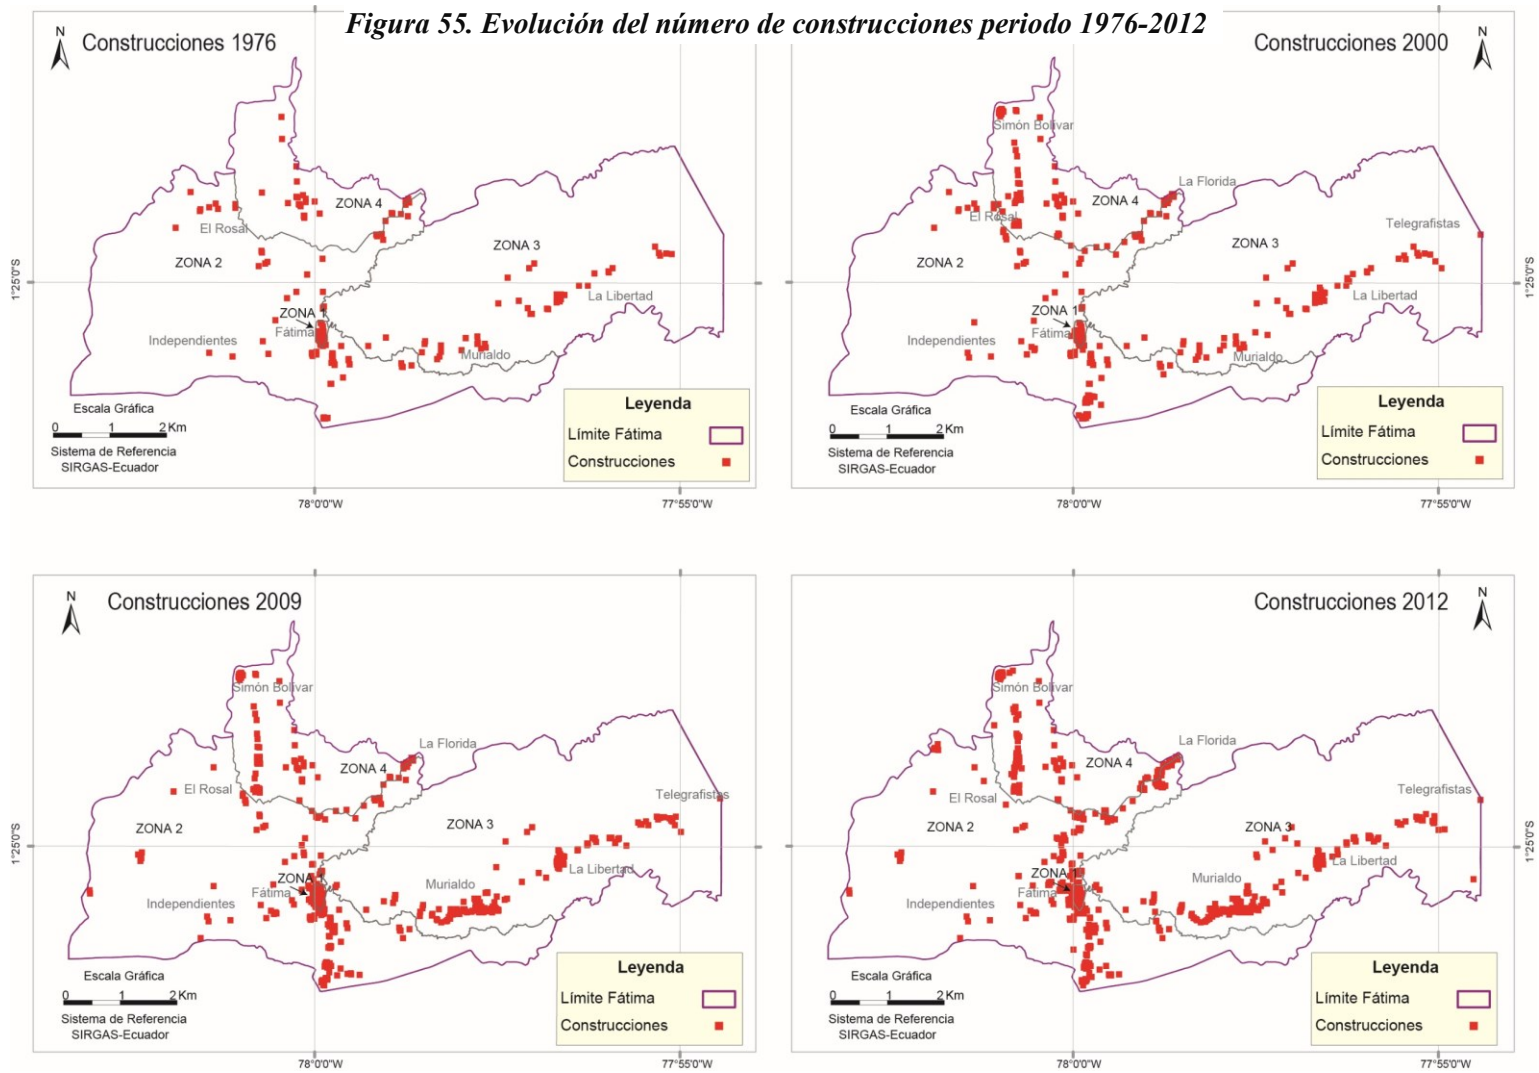 Figura 55. Evolución del número de construcciones periodo 1976-2012
N
Construcciones 1976
ZONA 4
El Rosal
ZONA 2
ZONA 3
La Libertad
ZONA 1
Fátima
Independientes
Murialdo
Escala Gráfica
0 1 2 Km
Sistema de Referencia
SIRGAS-Ecuador
Leyenda
Límite Fátima
Construcciones
1°25'0"S
78°0'0"W
77°55'0"W
Construcciones 2000
N
Simón Bolívar
La Florida
ZONA 4
El Rosal
Telegrafistas
ZONA 3
ZONA 2
La Libertad
ZONA 1
Fátima
Independientes
Murialdo
Escala Gráfica
0 1 2 Km
Sistema de Referencia
SIRGAS-Ecuador
Leyenda
Límite Fátima
Construcciones
1°25'0"S
78°0'0"W
77°55'0"W
Construcciones 2009
N
Simón Bolívar
La Florida
ZONA 4
El Rosal
Telegrafistas
ZONA 2
ZONA 3
La Libertad
ZONA 1
Murialdo
Fátima
Independientes
Escala Gráfica
0 1 2 Km
Sistema de Referencia
SIRGAS-Ecuador
Leyenda
Límite Fátima
Construcciones
1°25'0"S
78°0'0"W
77°55'0"W
Construcciones 2012
N
Simón Bolívar
La Florida
ZONA 4
El Rosal
Telegrafistas
ZONA 2
ZONA 3
La Libertad
ZONA 1
Murialdo
Fátima
Independientes
Escala Gráfica
0 1 2 Km
Sistema de Referencia
SIRGAS-Ecuador
Leyenda
Límite Fátima
Construcciones
1°25'0"S
78°0'0"W
77°55'0"W